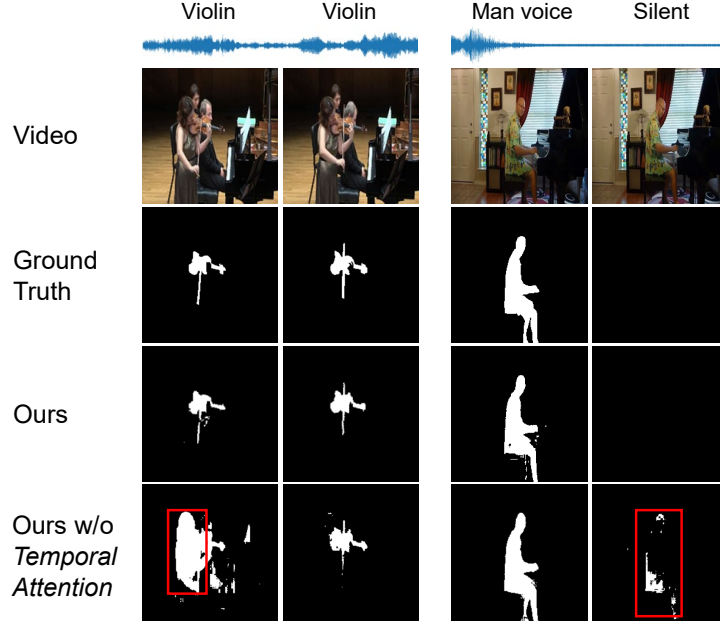 Violin Violin Man voice Silent
Video
Ground
Truth
Ours
Ours w/o
Temporal
Attention